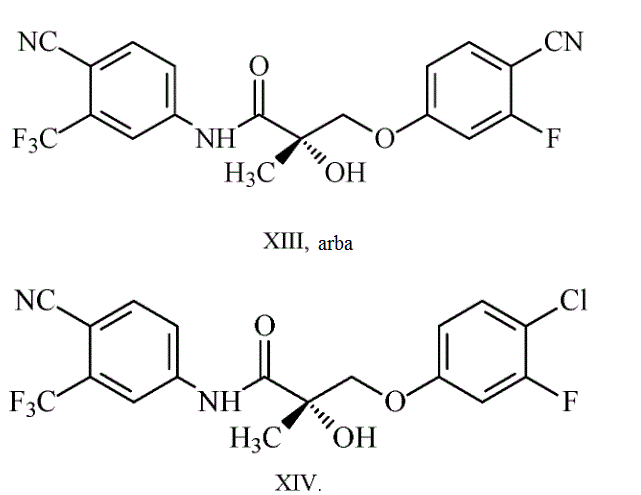 NC
O
CN
F₃C
NH
O
F
H₃C
OH
XIII, arba
NC
O
Cl
F₃C
NH
O
F
H₃C
OH
XIV.